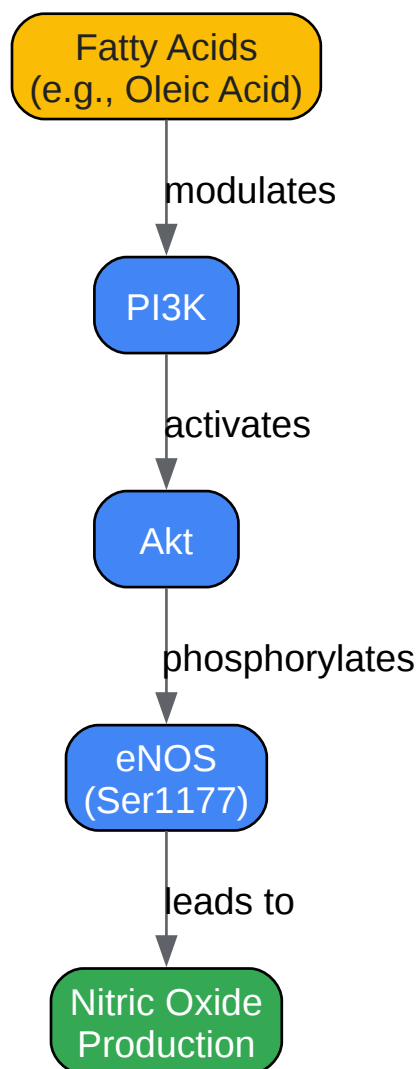 Fatty Acids
(e.g., Oleic Acid)
modulates
PI3K
activates
Akt
phosphorylates
eNOS
(Ser1177)
leads to
Nitric Oxide
Production